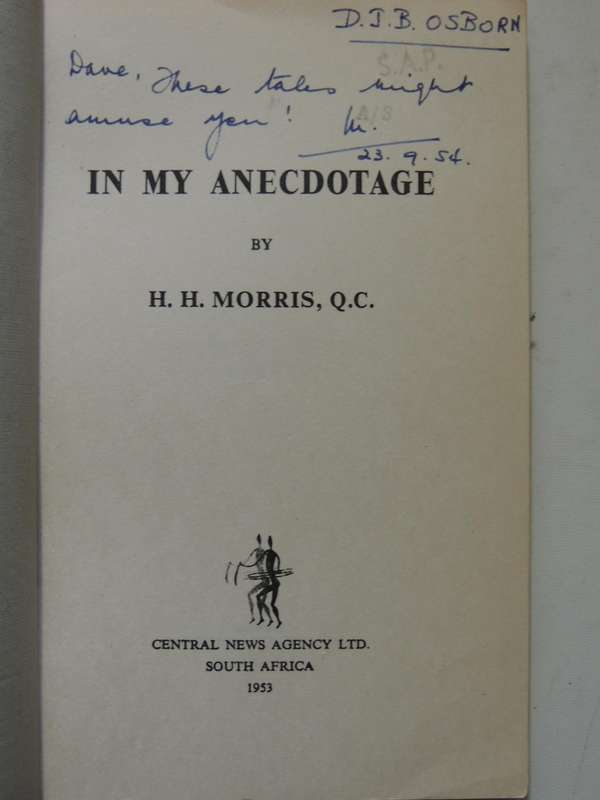 D.J.B. OSBORN
S.A.P.
Dave, These tales might
amuse you! M.
A/S
23.9.54.
IN MY ANECDOTAGE
BY
H. H. MORRIS, Q.C.
CENTRAL NEWS AGENCY LTD.
SOUTH AFRICA
1953